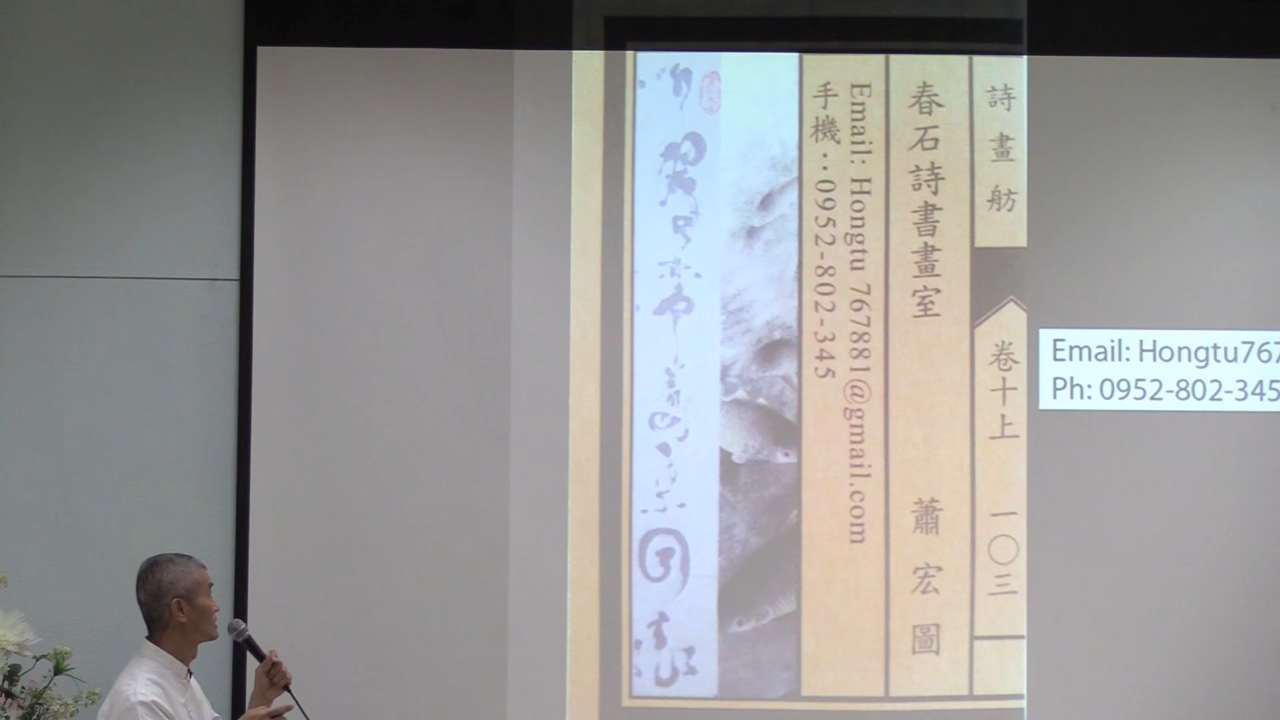 詩畫舫
卷十上
一〇三
春石詩書畫室
蕭宏圖
Email: Hongtu 767881@gmail.com
手機：0952-802-345
Email: Hongtu767
Ph: 0952-802-345